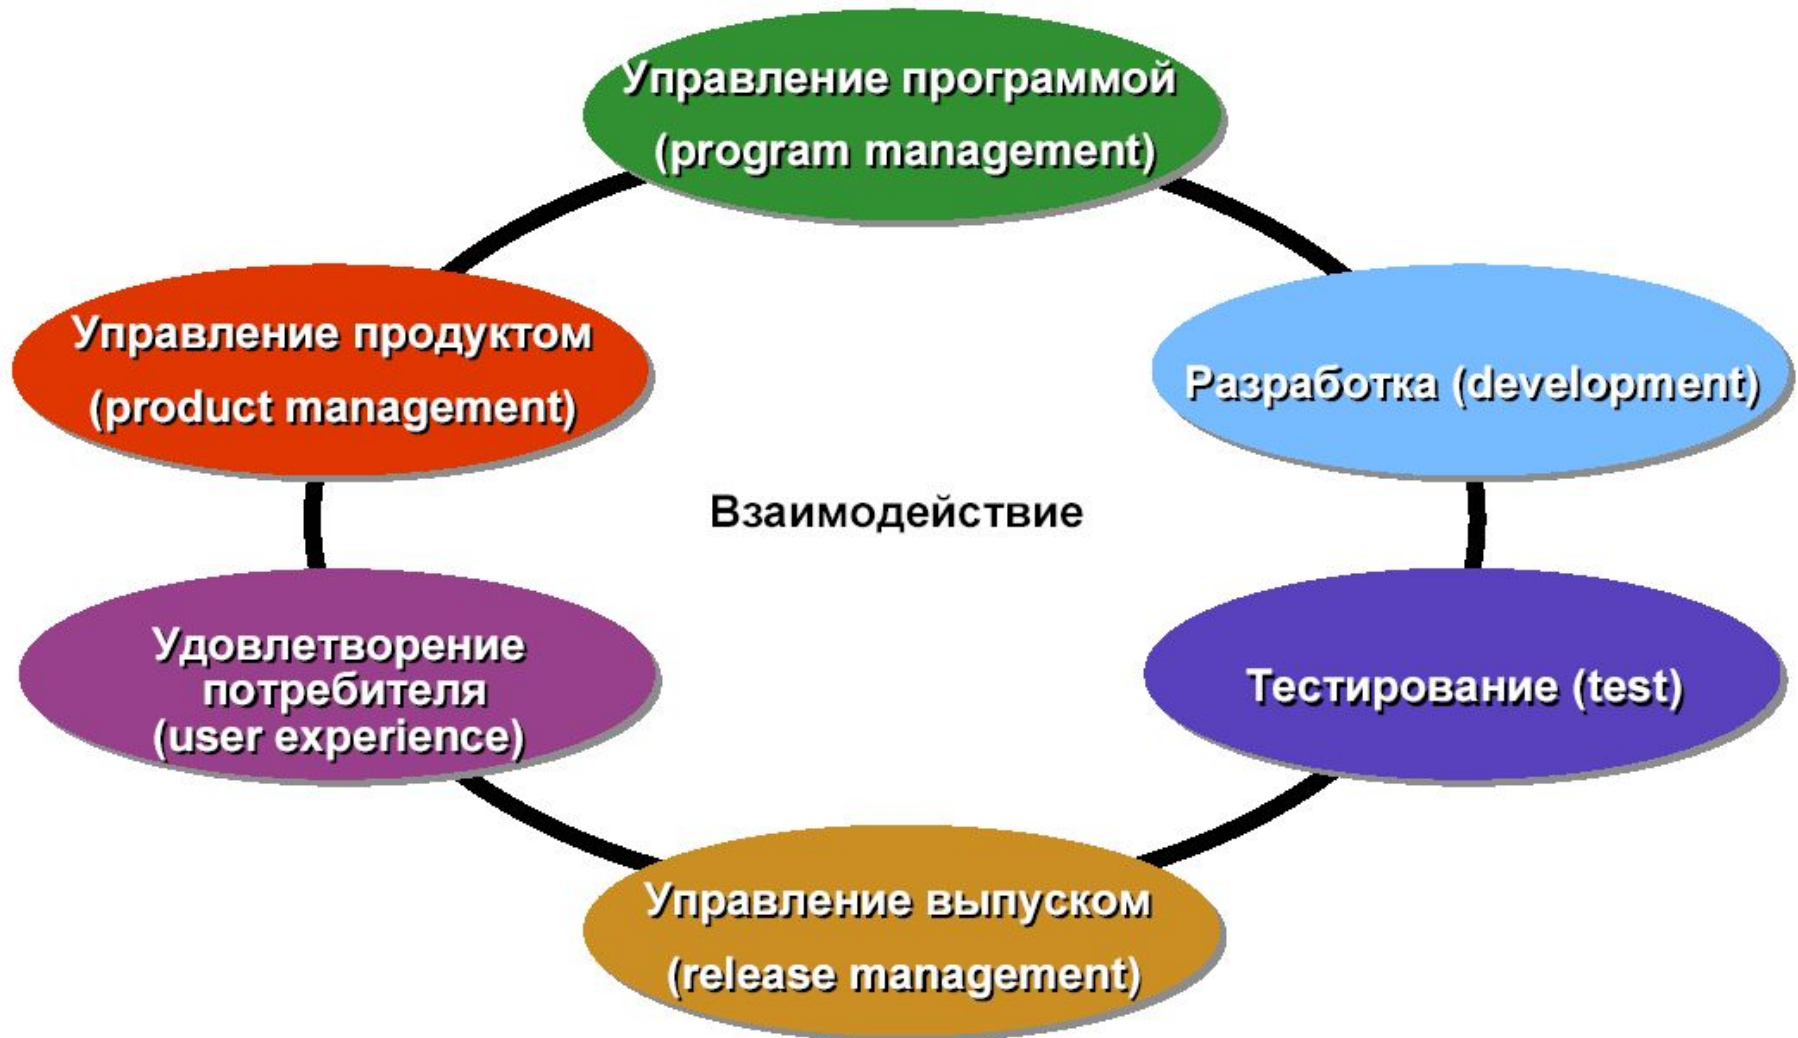 Управление программой
(program management)
Управление продуктом
(product management)
Разработка (development)
Взаимодействие
Удовлетворение
потребителя
(user experience)
Тестирование (test)
Управление выпуском
(release management)